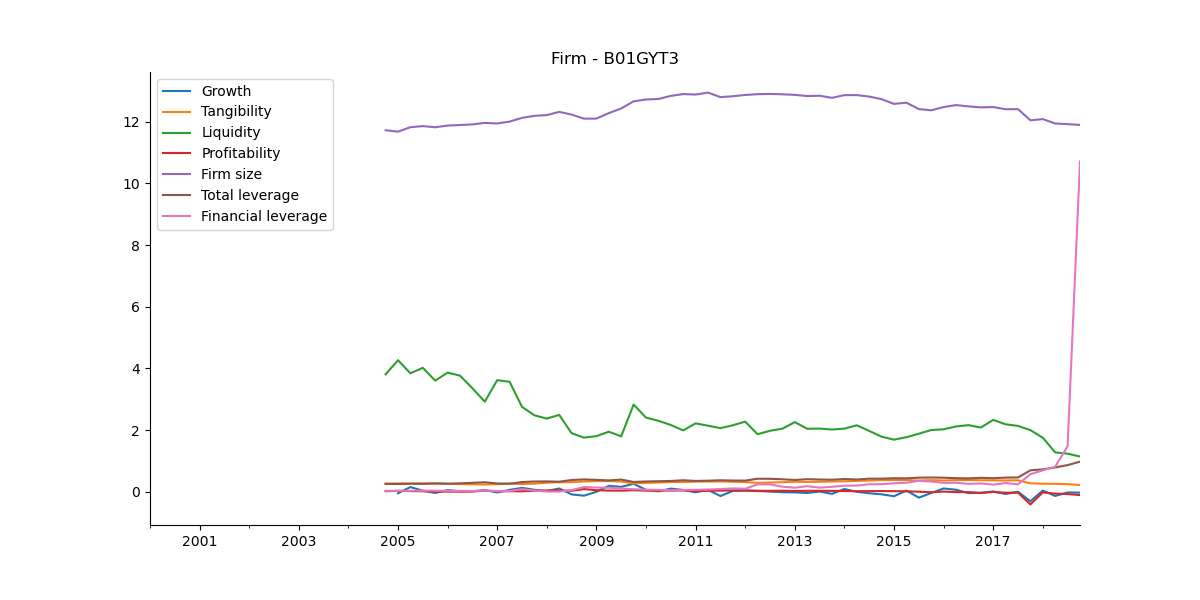 Firm - B01GYT3
Growth
Tangibility
Liquidity
Profitability
Firm size
Total leverage
Financial leverage
12
10
8
6
4
2
0
2001 2003 2005 2007 2009 2011 2013 2015 2017